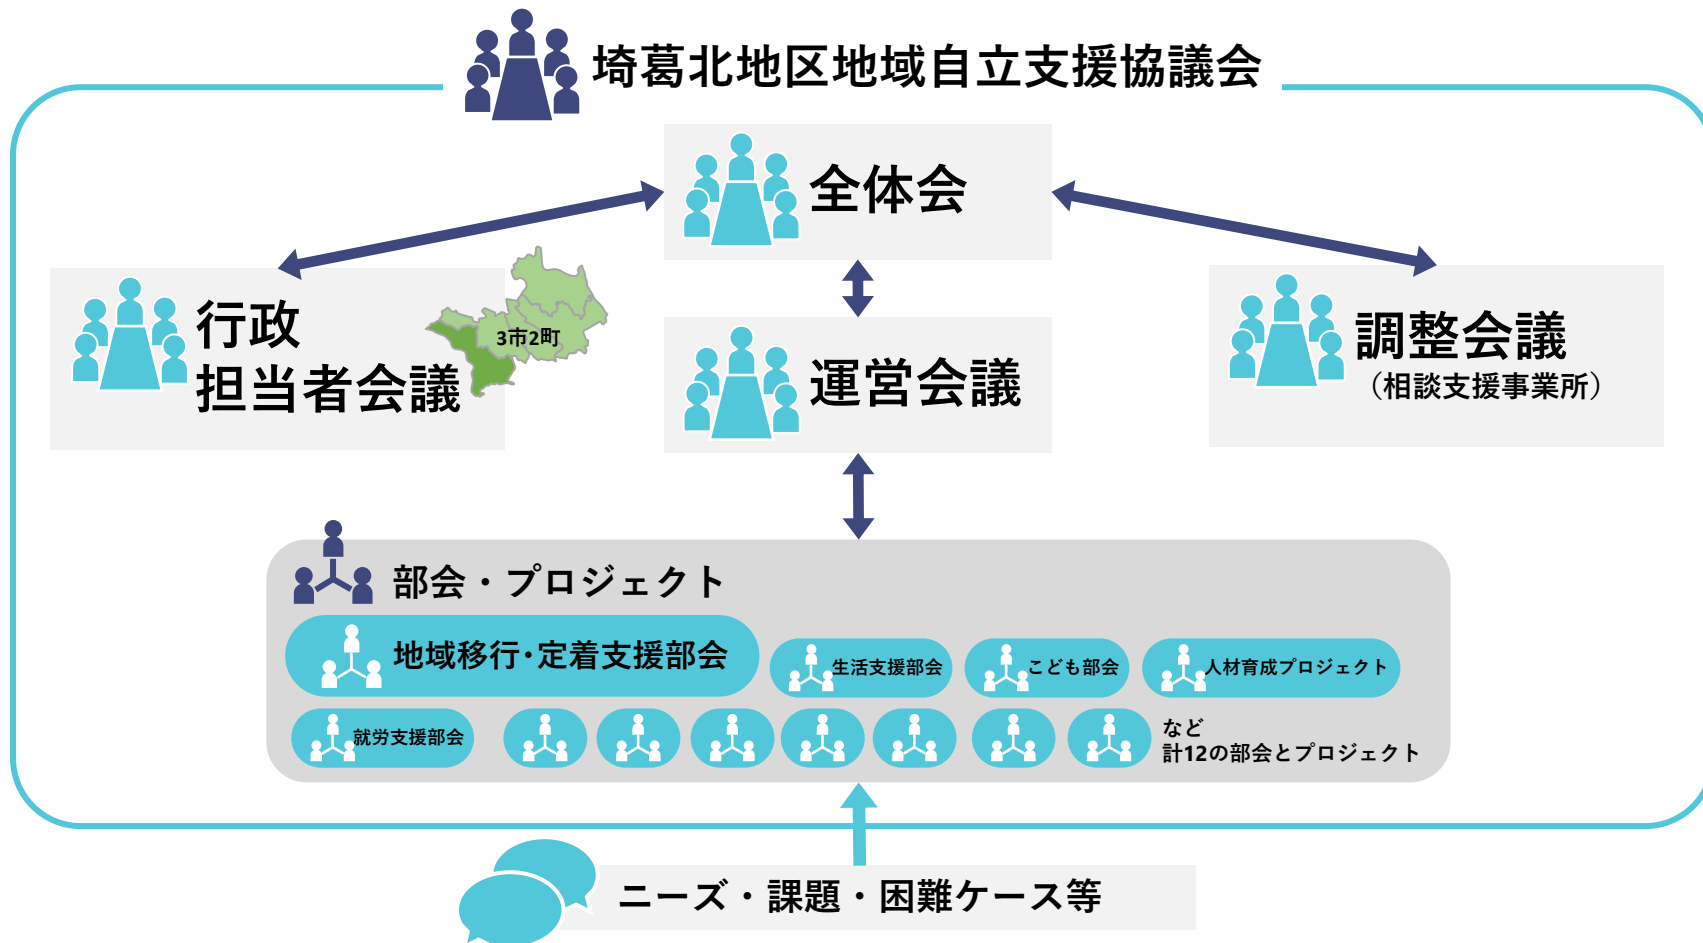 埼葛北地区地域自立支援協議会
全体会
行政
担当者会議
3市2町
運営会議
調整会議
（相談支援事業所）
部会・プロジェクト
地域移行・定着支援部会
生活支援部会
こども部会
人材育成プロジェクト
就労支援部会
など
計12の部会とプロジェクト
ニーズ・課題・困難ケース等